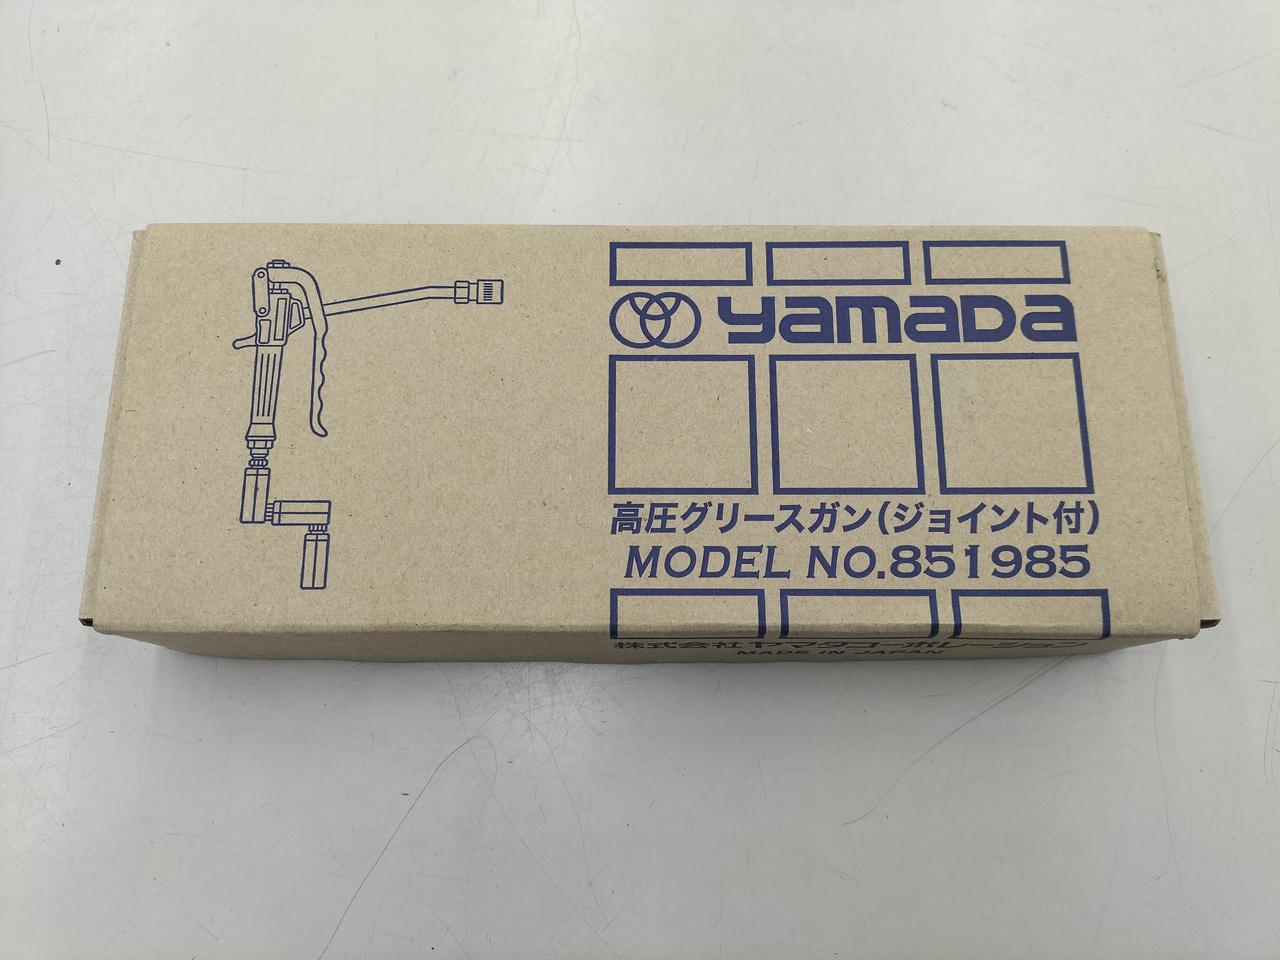 yamada
高圧グリースガン(ジョイント付)
MODEL NO.851985
株式会社ヤマダコーポレーション
MADE IN JAPAN